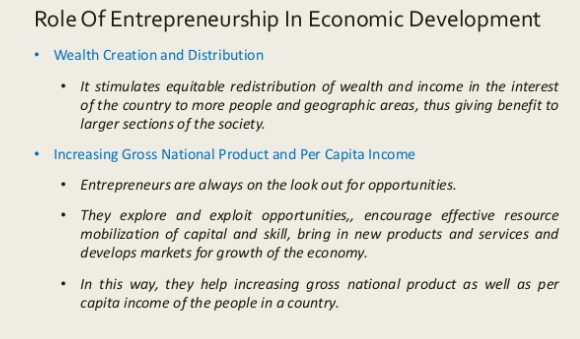 Role Of Entrepreneurship In Economic Development
• Wealth Creation and Distribution
• It stimulates equitable redistribution of wealth and income in the interest
of the country to more people and geographic areas, thus giving benefit to
larger sections of the society.
• Increasing Gross National Product and Per Capita Income
• Entrepreneurs are always on the look out for opportunities.
• They explore and exploit opportunities,, encourage effective resource
mobilization of capital and skill, bring in new products and services and
develops markets for growth of the economy.
• In this way, they help increasing gross national product as well as per
capita income of the people in a country.